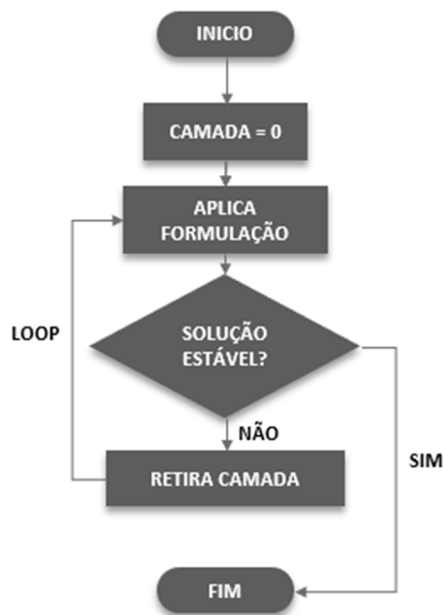 INICIO
CAMADA = 0
APLICA
FORMULAÇÃO
LOOP
SOLUÇÃO
ESTÁVEL?
NÃO
SIM
RETIRA CAMADA
FIM